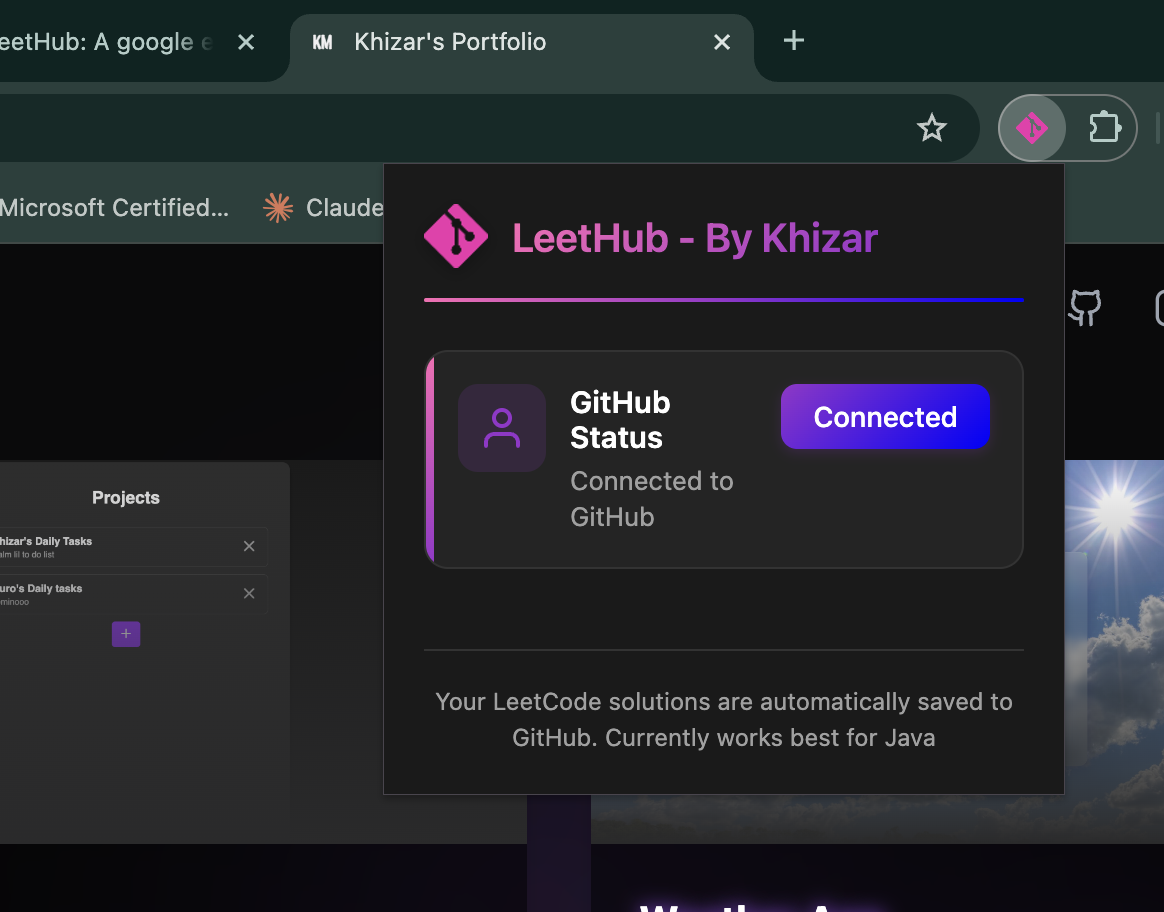 eetHub: A google e
KM
Khizar's Portfolio
Microsoft Certified...
Claude
LeetHub - By Khizar
GitHub
Status
Connected to
GitHub
Connected
Projects
hizar's Daily Tasks
alm lil to do list
uro's Daily tasks
minooo
+
Your LeetCode solutions are automatically saved to
GitHub. Currently works best for Java